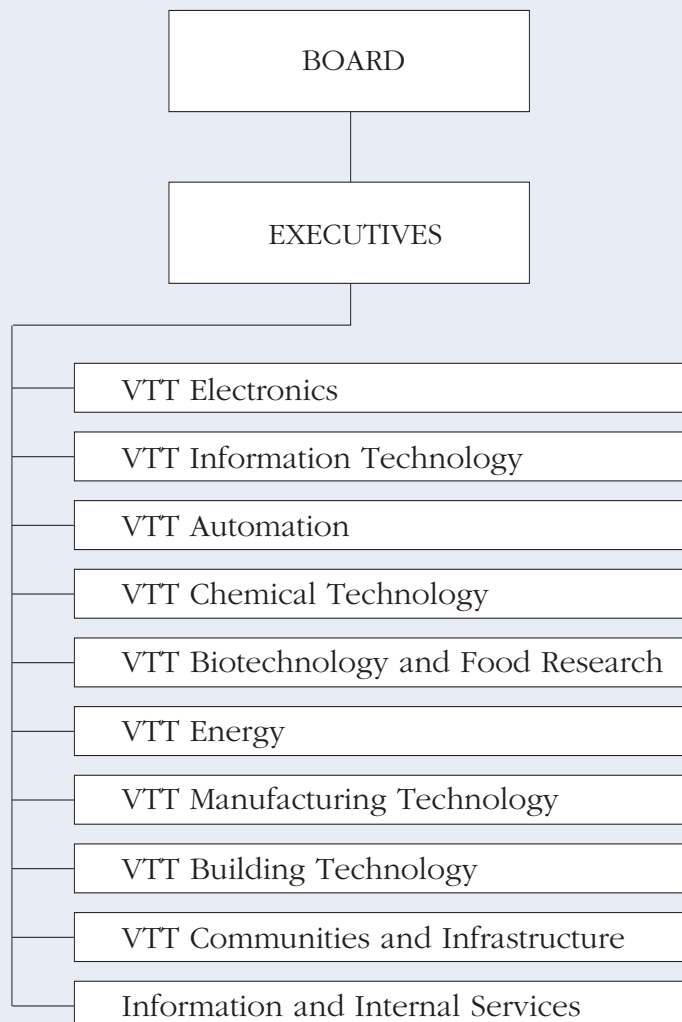 BOARD
EXECUTIVES
VTT Electronics
VTT Information Technology
VTT Automation
VTT Chemical Technology
VTT Biotechnology and Food Research
VTT Energy
VTT Manufacturing Technology
VTT Building Technology
VTT Communities and Infrastructure
Information and Internal Services